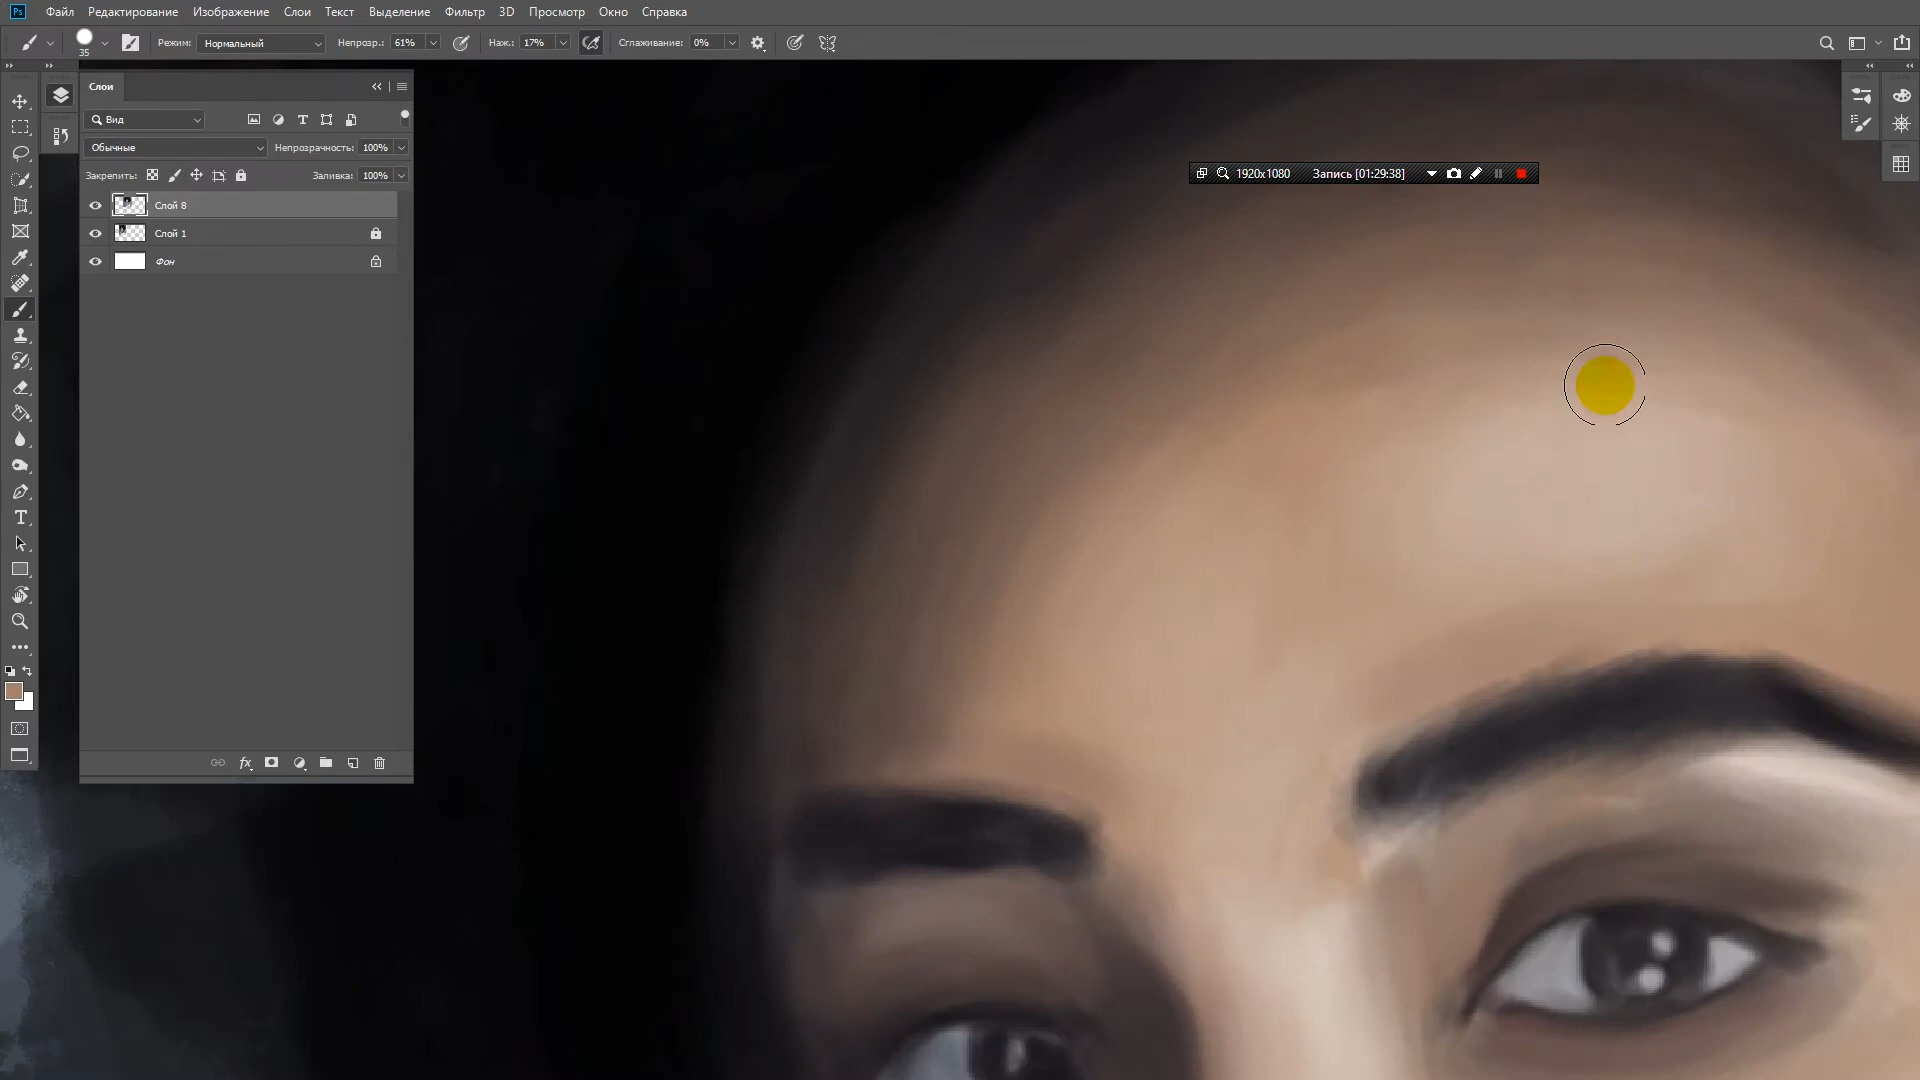 Ps Файл Редактирование Изображение Слои Текст Выделение Фильтр 3D Просмотр Окно Справка
35 Режим: Нормальный Непрозр.: 61% Наж.: 17% Сглаживание: 0%
Слои
Вид
Обычные Непрозрачность: 100%
Закрепить: Заливка: 100%
Слой 8
Слой 1
Фон
fx
1920x1080 Запись [01:29:38]